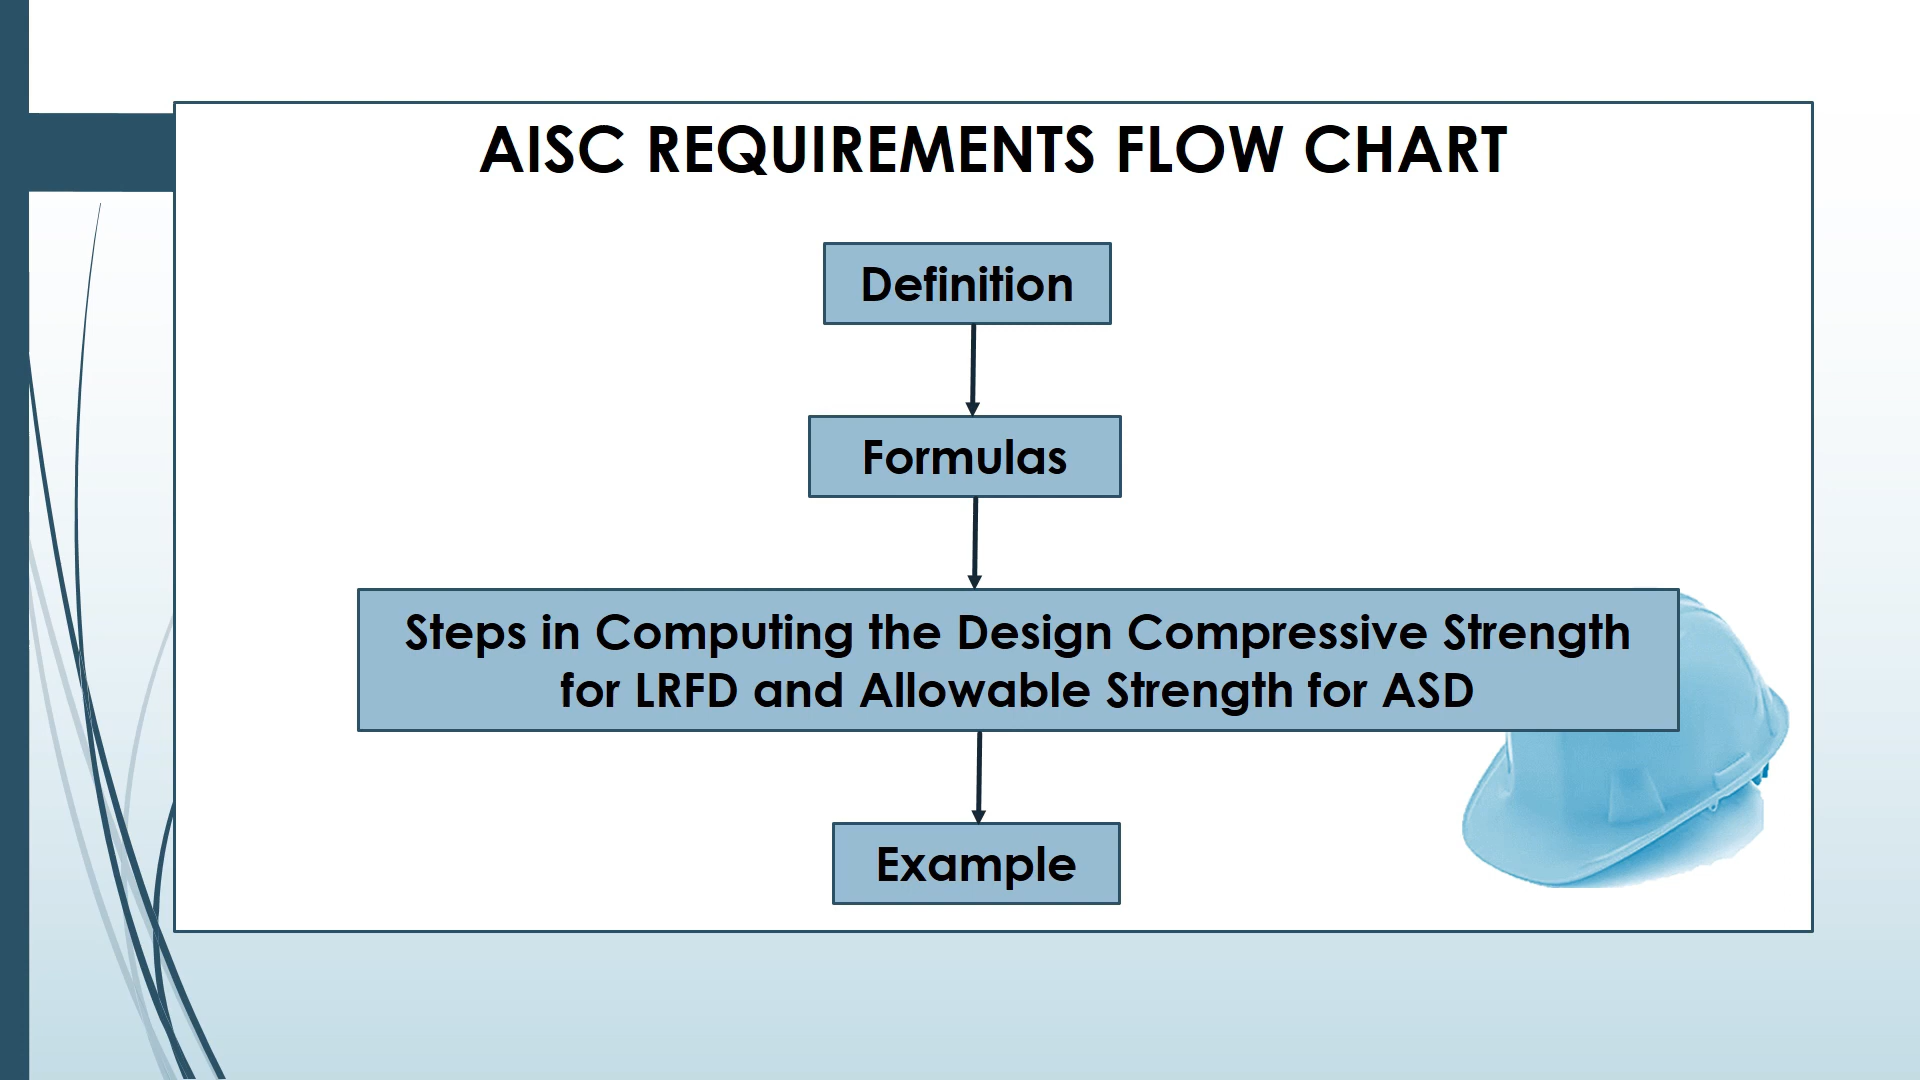 AISC REQUIREMENTS FLOW CHART
Definition
Formulas
Steps in Computing the Design Compressive Strength
for LRFD and Allowable Strength for ASD
Example